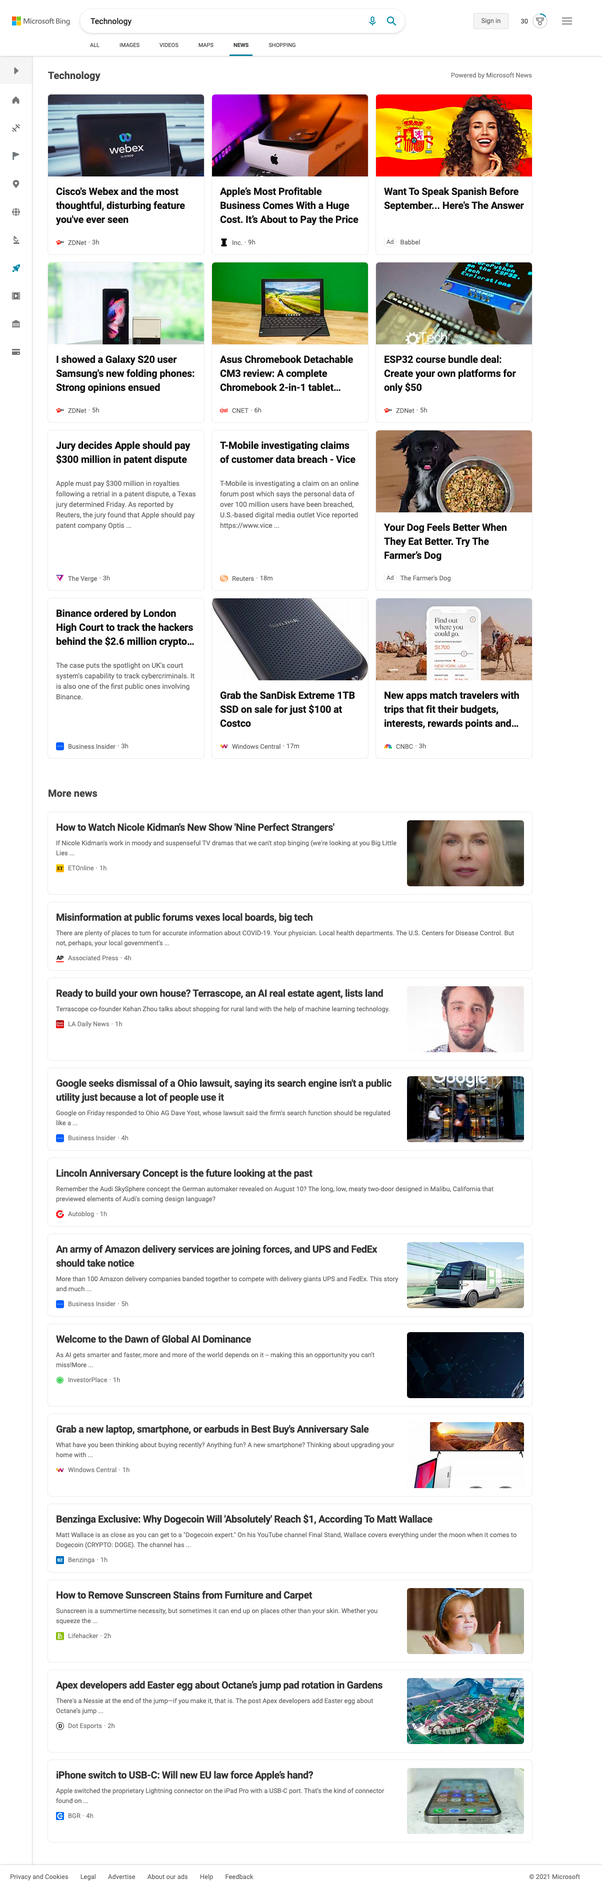 Microsoft Bing
Technology
Sign in
30
ALL IMAGES VIDEOS MAPS NEWS SHOPPING
Technology
Powered by Microsoft News
webex
Cisco's Webex and the most
thoughtful, disturbing feature
you've ever seen
ZDNet · 3h
Apple's Most Profitable
Business Comes With a Huge
Cost. It's About to Pay the Price
Inc. · 9h
Want To Speak Spanish Before
September... Here's The Answer
Ad Babbel
I showed a Galaxy S20 user
Samsung's new folding phones:
Strong opinions ensued
ZDNet · 5h
Asus Chromebook Detachable
CM3 review: A complete
Chromebook 2-in-1 tablet...
CNET · 6h
Tech
Explorations
ESP32 course bundle deal:
Create your own platforms for
only $50
ZDNet · 5h
Jury decides Apple should pay
$300 million in patent dispute
Apple must pay $300 million in royalties
following a retrial in a patent dispute, a Texas
jury determined Friday. As reported by
Reuters, the jury found that Apple should pay
patent company Optis ...
The Verge · 3h
T-Mobile investigating claims
of customer data breach - Vice
T-Mobile is investigating a claim on an online
forum post which says the personal data of
over 100 million users have been breached,
U.S.-based digital media outlet Vice reported
https://www.vice ...
Reuters · 18m
Your Dog Feels Better When
They Eat Better. Try The
Farmer's Dog
Ad The Farmer's Dog
Binance ordered by London
High Court to track the hackers
behind the $2.6 million crypto...
The case puts the spotlight on UK's court
system's capability to track cybercriminals. It
is also one of the first public ones involving
Binance.
Business Insider · 3h
SanDisk
Grab the SanDisk Extreme 1TB
SSD on sale for just $100 at
Costco
Windows Central · 17m
Find out
where you
could go.
$1,700
NEW YORK, USA
New apps match travelers with
trips that fit their budgets,
interests, rewards points and...
CNBC · 3h
More news
How to Watch Nicole Kidman's New Show 'Nine Perfect Strangers'
If Nicole Kidman's work in moody and suspenseful TV dramas that we can't stop binging (we're looking at you Big Little
Lies ...
ETOnline · 1h
Misinformation at public forums vexes local boards, big tech
There are plenty of places to turn for accurate information about COVID-19. Your physician. Local health departments. The U.S. Centers for Disease Control. But
not, perhaps, your local government's ...
AP Associated Press · 4h
Ready to build your own house? Terrascope, an AI real estate agent, lists land
Terrascope co-founder Kehan Zhou talks about shopping for rural land with the help of machine learning technology.
LA Daily News · 1h
Google seeks dismissal of a Ohio lawsuit, saying its search engine isn't a public
utility just because a lot of people use it
Google on Friday responded to Ohio AG Dave Yost, whose lawsuit said the firm's search function should be regulated
like a ...
Business Insider · 4h
Google
Lincoln Anniversary Concept is the future looking at the past
Remember the Audi SkySphere concept the German automaker revealed on August 10? The long, low, meaty two-door designed in Malibu, California that
previewed elements of Audi's coming design language?
Autoblog · 1h
An army of Amazon delivery services are joining forces, and UPS and FedEx
should take notice
More than 100 Amazon delivery companies banded together to compete with delivery giants UPS and FedEx. This story
and much ...
Business Insider · 5h
Welcome to the Dawn of Global AI Dominance
As AI gets smarter and faster, more and more of the world depends on it – making this an opportunity you can't
miss!More ...
InvestorPlace · 1h
Grab a new laptop, smartphone, or earbuds in Best Buy's Anniversary Sale
What have you been thinking about buying recently? Anything fun? A new smartphone? Thinking about upgrading your
home with ...
Windows Central · 1h
Benzinga Exclusive: Why Dogecoin Will 'Absolutely' Reach $1, According To Matt Wallace
Matt Wallace is as close as you can get to a "Dogecoin expert." On his YouTube channel Final Stand, Wallace covers everything under the moon when it comes to
Dogecoin (CRYPTO: DOGE). The channel has ...
Benzinga · 1h
How to Remove Sunscreen Stains from Furniture and Carpet
Sunscreen is a summertime necessity, but sometimes it can end up on places other than your skin. Whether you
squeeze the ...
Lifehacker · 2h
Apex developers add Easter egg about Octane's jump pad rotation in Gardens
There's a Nessie at the end of the jump—if you make it, that is. The post Apex developers add Easter egg about
Octane's jump ...
Dot Esports · 2h
iPhone switch to USB-C: Will new EU law force Apple's hand?
Apple switched the proprietary Lightning connector on the iPad Pro with a USB-C port. That's the kind of connector
found on ...
BGR · 4h
Privacy and Cookies Legal Advertise About our ads Help Feedback
© 2021 Microsoft